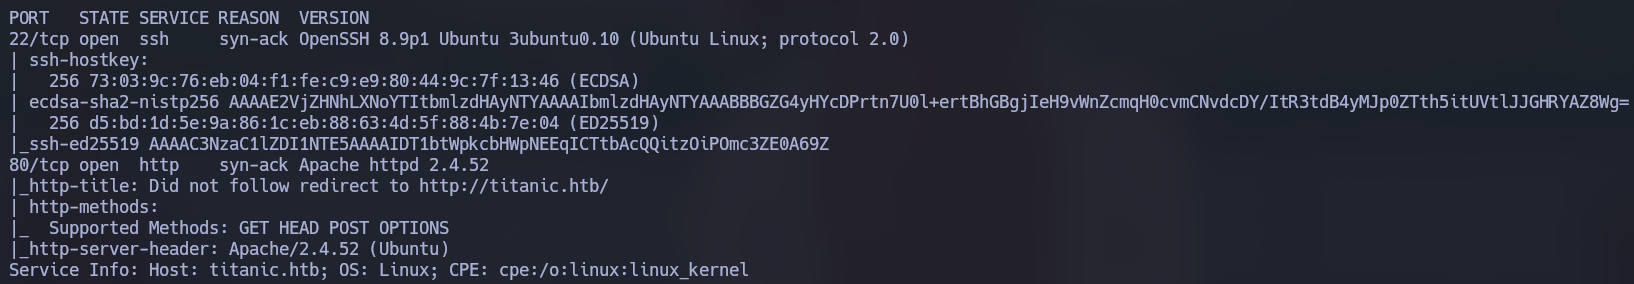 PORT   STATE SERVICE REASON  VERSION
22/tcp open  ssh     syn-ack OpenSSH 8.9p1 Ubuntu 3ubuntu0.10 (Ubuntu Linux; protocol 2.0)
| ssh-hostkey:
|   256 73:03:9c:76:eb:04:f1:fe:c9:e9:80:44:9c:7f:13:46 (ECDSA)
| ecdsa-sha2-nistp256 AAAAE2VjZHNhLXNoYTItbmlzdHAyNTYAAAAIbmlzdHAyNTYAAABBBGZG4yHYcDPrtn7U0l+ertBhGBgjIeH9vWnZcmqH0cvmCNvdcDY/ItR3tdB4yMJp0ZTth5itUVtlJJGHRYAZ8Wg=
|   256 d5:bd:1d:5e:9a:86:1c:eb:88:63:4d:5f:88:4b:7e:04 (ED25519)
|_ssh-ed25519 AAAAC3NzaC1lZDI1NTE5AAAAIDT1btWpkcbHWpNEEqICTtbAcQQitzOiPOmc3ZE0A69Z
80/tcp open  http    syn-ack Apache httpd 2.4.52
|_http-title: Did not follow redirect to http://titanic.htb/
| http-methods:
|_  Supported Methods: GET HEAD POST OPTIONS
|_http-server-header: Apache/2.4.52 (Ubuntu)
Service Info: Host: titanic.htb; OS: Linux; CPE: cpe:/o:linux:linux_kernel